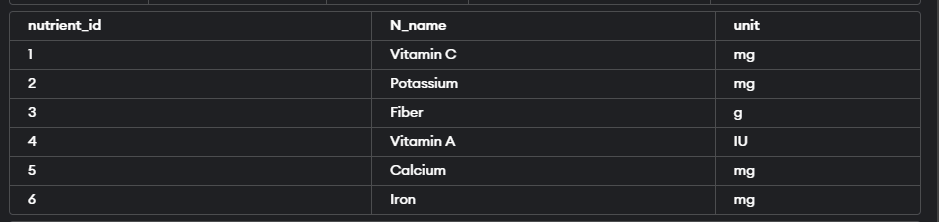 nutrient_id N_name unit
1 Vitamin C mg
2 Potassium mg
3 Fiber g
4 Vitamin A IU
5 Calcium mg
6 Iron mg